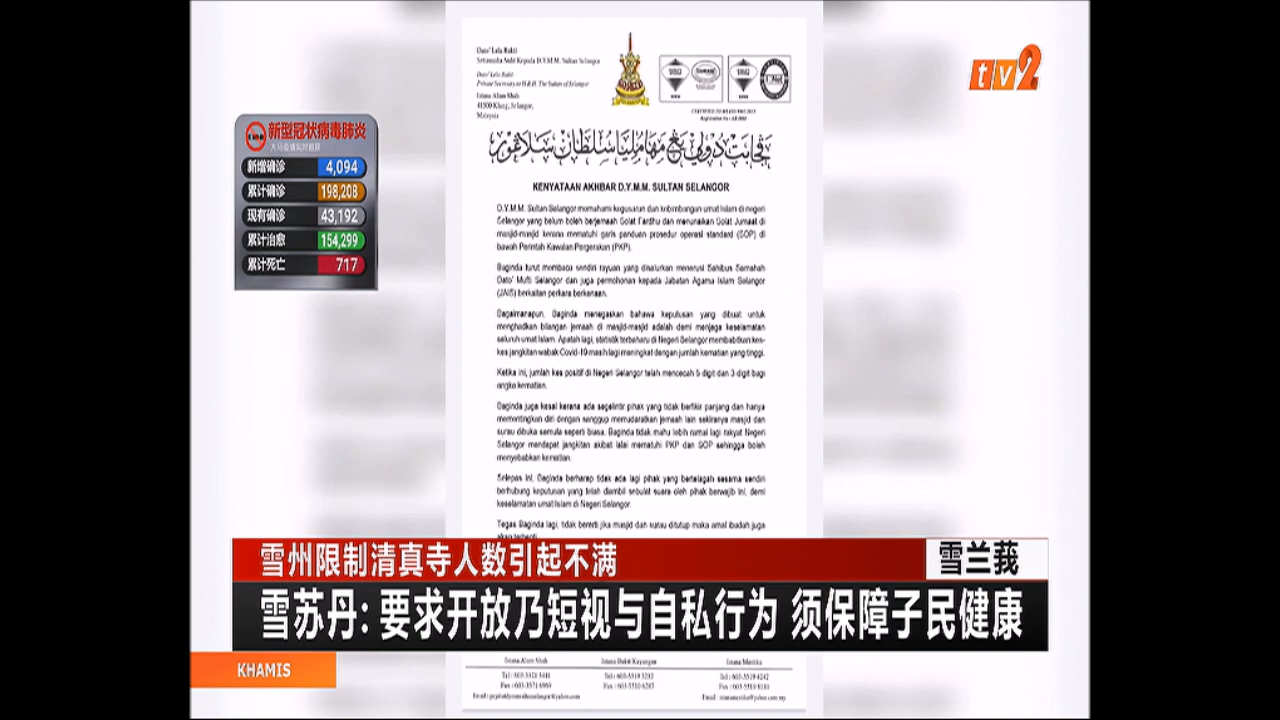 Dato' Lela Bakti
Setiausaha Sulit Kepada D.Y.M.M. Sultan Selangor
Dato' Lela Bakti
Private Secretary to H.R.H. The Sultan of Selangor
Istana Alam Shah
41500 Klang, Selangor,
Malaysia
tv2
新型冠状病毒肺炎
新增确诊 4,094
累计确诊 198,208
现有确诊 43,192
累计治愈 154,299
累计死亡 717
KENYATAAN AKHBAR D.Y.M.M. SULTAN SELANGOR
D.Y.M.M. Sultan Selangor memahami kegusaran dan kebimbangan umat Islam di negeri
Selangor yang belum boleh berjemaah Solat Fardhu dan menunaikan Solat Jumaat di
masjid-masjid kerana mematuhi garis panduan prosedur operasi standard (SOP) di
bawah Perintah Kawalan Pergerakan (PKP).
Baginda turut membaca sendiri rayuan yang disalurkan menerusi Sahibus Samahah
Dato' Mufti Selangor dan juga permohonan kepada Jabatan Agama Islam Selangor
(JAIS) berkaitan perkara berkenaan.
Bagaimanapun, Baginda menegaskan bahawa keputusan yang dibuat untuk
menghadkan bilangan jemaah di masjid-masjid adalah demi menjaga keselamatan
seluruh umat Islam. Apatah lagi, statistik terbaharu di Negeri Selangor membabitkan kes-
kes jangkitan wabak Covid-19 masih lagi meningkat dengan jumlah kematian yang tinggi.
Ketika ini, jumlah kes positif di Negeri Selangor telah mencecah 5 digit dan 3 digit bagi
angka kematian.
Baginda juga kesal kerana ada segelintir pihak yang tidak berfikir panjang dan hanya
mementingkan diri dengan sanggup memudaratkan jemaah lain sekiranya masjid dan
surau dibuka semula seperti biasa. Baginda tidak mahu lebih ramai lagi rakyat Negeri
Selangor mendapat jangkitan akibat lalai mematuhi PKP dan SOP sehingga boleh
menyebabkan kematian.
Selepas ini, Baginda berharap tidak ada lagi pihak yang bertelagah sesama sendiri
berhubung keputusan yang telah diambil sebulat suara oleh pihak berwajib ini, demi
keselamatan umat Islam di Negeri Selangor.
Tegas Baginda lagi, tidak bererti jika masjid dan surau ditutup maka amal ibadah juga
akan terhenti.
雪州限制清真寺人数引起不满
雪兰莪
雪苏丹: 要求开放乃短视与自私行为 须保障子民健康
KHAMIS
Istana Alam Shah
Istana Bukit Kayangan
Istana Mestika